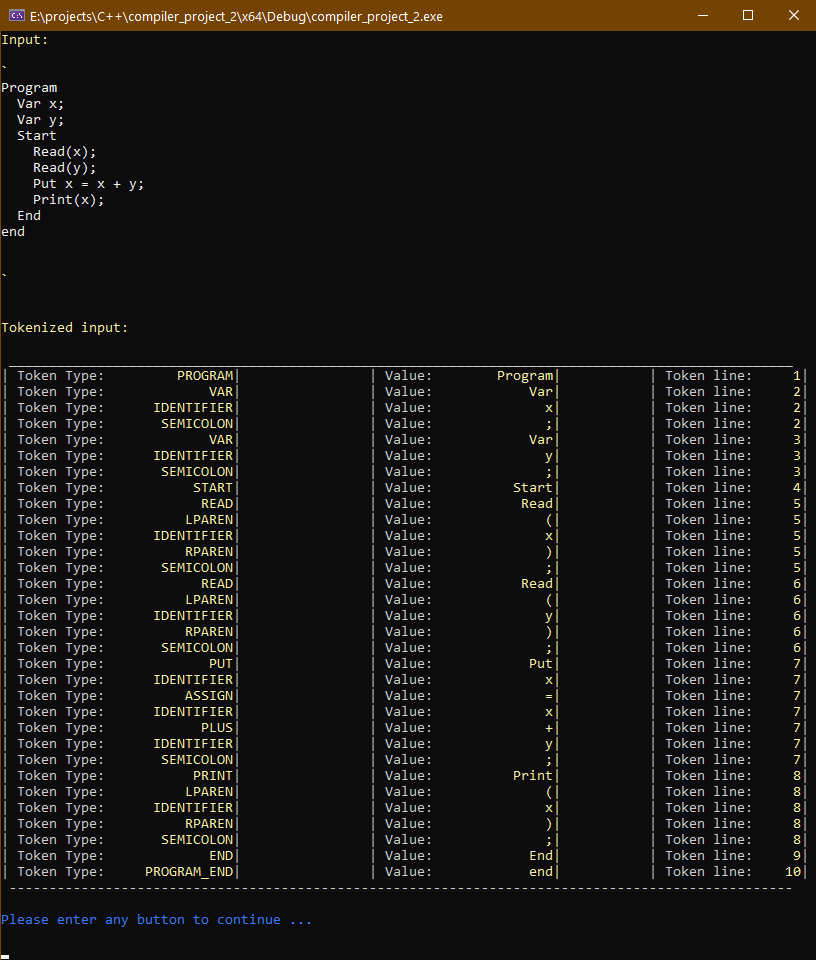 E:\projects\C++\compiler_project_2\x64\Debug\compiler_project_2.exe
Input:
`
Program
  Var x;
  Var y;
  Start
    Read(x);
    Read(y);
    Put x = x + y;
    Print(x);
  End
end
`
Tokenized input:
| Token Type: PROGRAM| | Value: Program| | Token line: 1|
| Token Type: VAR| | Value: Var| | Token line: 2|
| Token Type: IDENTIFIER| | Value: x| | Token line: 2|
| Token Type: SEMICOLON| | Value: ;| | Token line: 2|
| Token Type: VAR| | Value: Var| | Token line: 3|
| Token Type: IDENTIFIER| | Value: y| | Token line: 3|
| Token Type: SEMICOLON| | Value: ;| | Token line: 3|
| Token Type: START| | Value: Start| | Token line: 4|
| Token Type: READ| | Value: Read| | Token line: 5|
| Token Type: LPAREN| | Value: (| | Token line: 5|
| Token Type: IDENTIFIER| | Value: x| | Token line: 5|
| Token Type: RPAREN| | Value: )| | Token line: 5|
| Token Type: SEMICOLON| | Value: ;| | Token line: 5|
| Token Type: READ| | Value: Read| | Token line: 6|
| Token Type: LPAREN| | Value: (| | Token line: 6|
| Token Type: IDENTIFIER| | Value: y| | Token line: 6|
| Token Type: RPAREN| | Value: )| | Token line: 6|
| Token Type: SEMICOLON| | Value: ;| | Token line: 6|
| Token Type: PUT| | Value: Put| | Token line: 7|
| Token Type: IDENTIFIER| | Value: x| | Token line: 7|
| Token Type: ASSIGN| | Value: =| | Token line: 7|
| Token Type: IDENTIFIER| | Value: x| | Token line: 7|
| Token Type: PLUS| | Value: +| | Token line: 7|
| Token Type: IDENTIFIER| | Value: y| | Token line: 7|
| Token Type: SEMICOLON| | Value: ;| | Token line: 7|
| Token Type: PRINT| | Value: Print| | Token line: 8|
| Token Type: LPAREN| | Value: (| | Token line: 8|
| Token Type: IDENTIFIER| | Value: x| | Token line: 8|
| Token Type: RPAREN| | Value: )| | Token line: 8|
| Token Type: SEMICOLON| | Value: ;| | Token line: 8|
| Token Type: END| | Value: End| | Token line: 9|
| Token Type: PROGRAM_END| | Value: end| | Token line: 10|
Please enter any button to continue ...